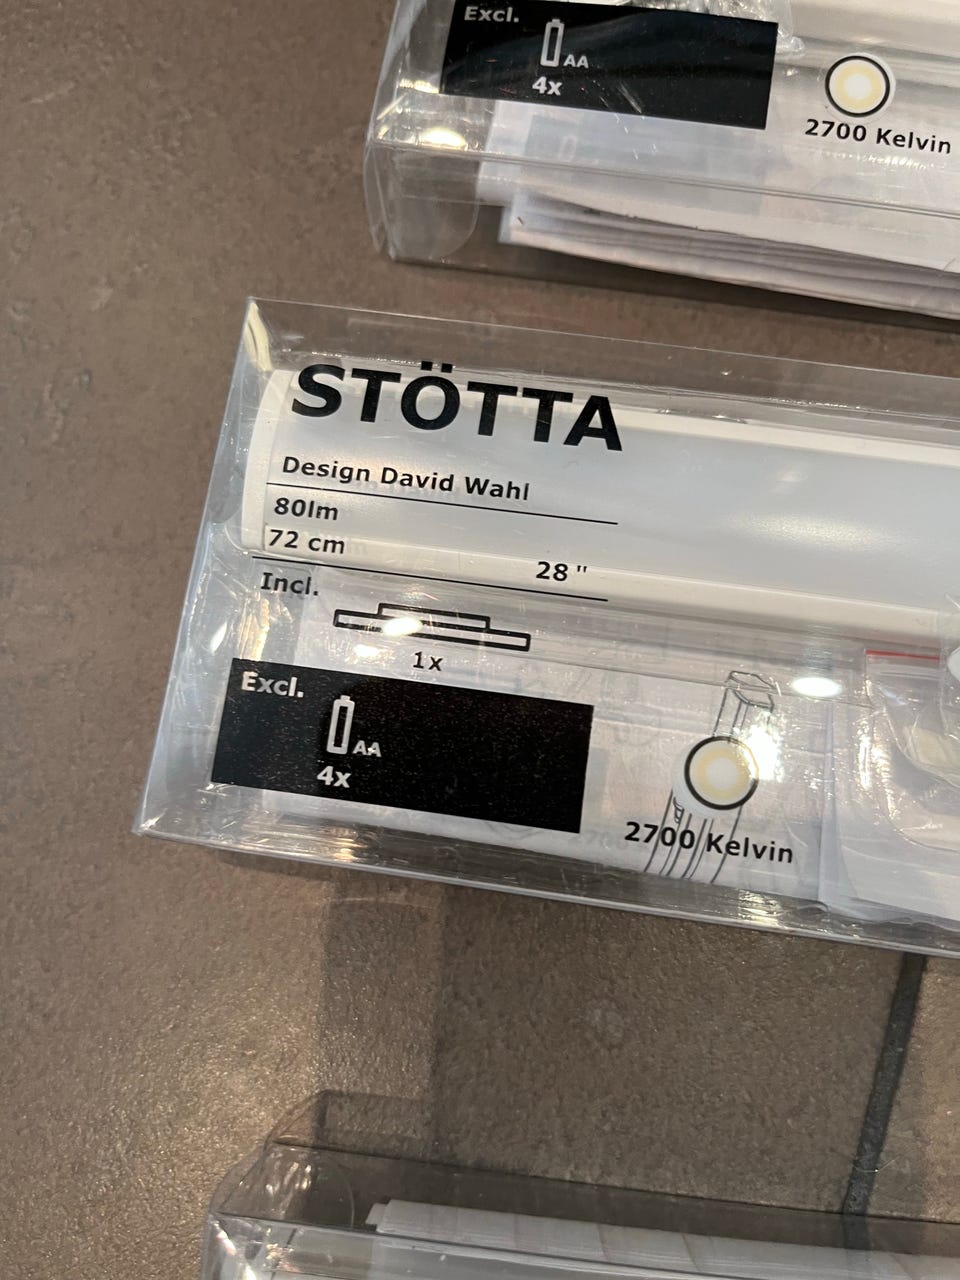 Excl.
AA
4x
2700 Kelvin
STÖTTA
Design David Wahl
80lm
72 cm 28"
Incl.
1x
Excl.
AA
4x
2700 Kelvin